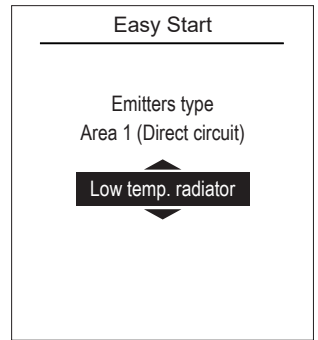 Easy Start
Emitters type
Area 1 (Direct circuit)
Low temp. radiator